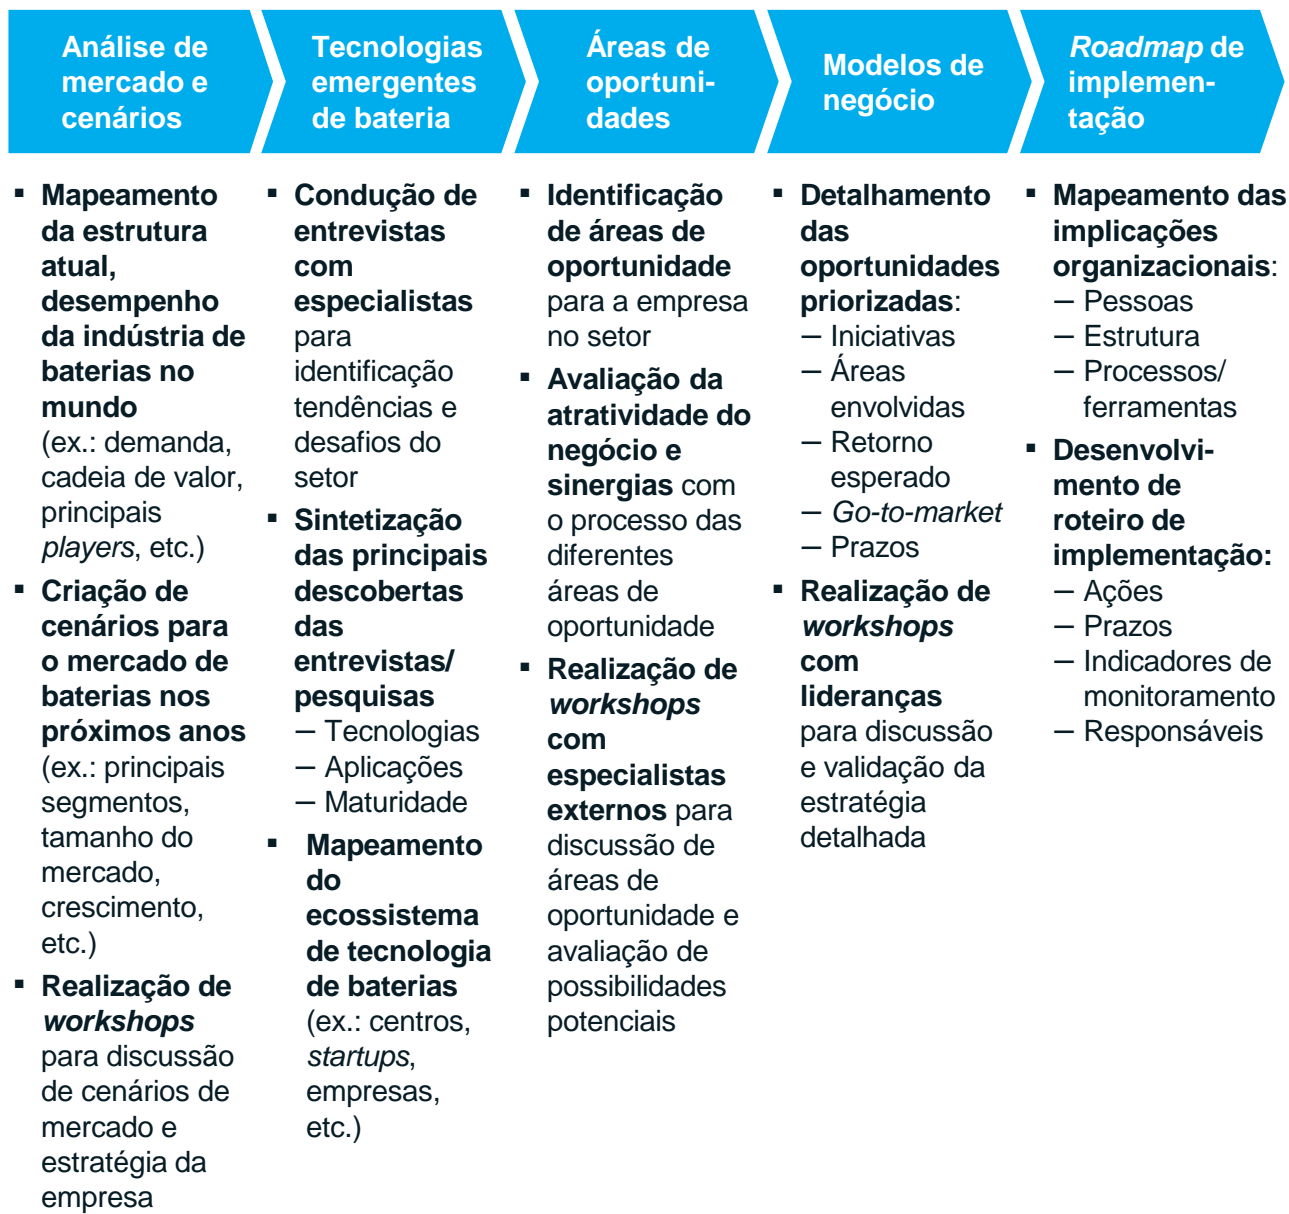 Análise de
mercado e
cenários
Tecnologias
emergentes
de bateria
Áreas de
oportuni-
dades
Modelos de
negócio
Roadmap de
implemen-
tação
▪ Mapeamento
da estrutura
atual,
desempenho
da indústria de
baterias no
mundo
(ex.: demanda,
cadeia de valor,
principais
players, etc.)
▪ Criação de
cenários para
o mercado de
baterias nos
próximos anos
(ex.: principais
segmentos,
tamanho do
mercado,
crescimento,
etc.)
▪ Realização de
workshops
para discussão
de cenários de
mercado e
estratégia da
empresa
▪ Condução de
entrevistas
com
especialistas
para
identificação
tendências e
desafios do
setor
▪ Sintetização
das principais
descobertas
das
entrevistas/
pesquisas
– Tecnologias
– Aplicações
– Maturidade
▪ Mapeamento
do
ecossistema
de tecnologia
de baterias
(ex.: centros,
startups,
empresas,
etc.)
▪ Identificação
de áreas de
oportunidade
para a empresa
no setor
▪ Avaliação da
atratividade do
negócio e
sinergias com
o processo das
diferentes
áreas de
oportunidade
▪ Realização de
workshops
com
especialistas
externos para
discussão de
áreas de
oportunidade e
avaliação de
possibilidades
potenciais
▪ Detalhamento
das
oportunidades
priorizadas:
– Iniciativas
– Áreas
envolvidas
– Retorno
esperado
– Go-to-market
– Prazos
▪ Realização de
workshops
com
lideranças
para discussão
e validação da
estratégia
detalhada
▪ Mapeamento das
implicações
organizacionais:
– Pessoas
– Estrutura
– Processos/
ferramentas
▪ Desenvolvi-
mento de
roteiro de
implementação:
– Ações
– Prazos
– Indicadores de
monitoramento
– Responsáveis